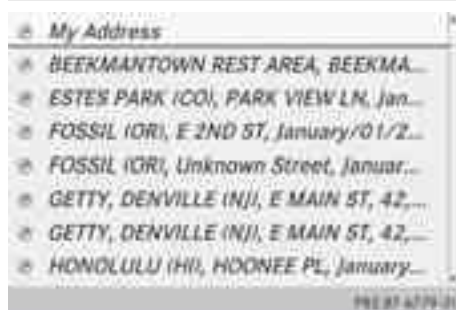 My Address
BEEKMANTOWN REST AREA, BEEKMA...
ESTES PARK (CO), PARK VIEW LN, Jan...
FOSSIL (OR), E 2ND ST, January/01/2...
FOSSIL (OR), Unknown Street, Januar...
GETTY, DENVILLE (NJ), E MAIN ST, 42,...
GETTY, DENVILLE (NJ), E MAIN ST, 42,...
HONOLULU (HI), HOONEE PL, January...